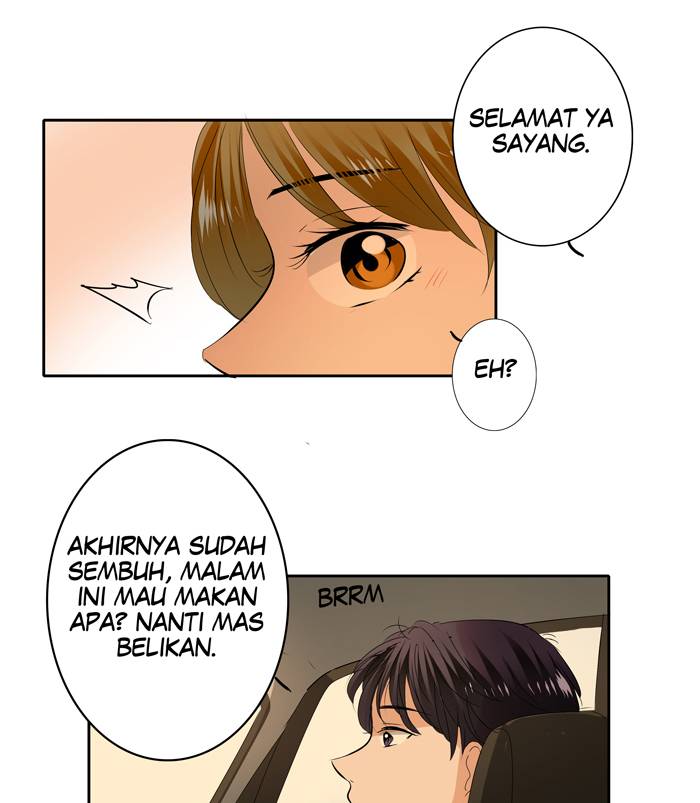 SELAMAT YA
SAYANG.
EH?
AKHIRNYA SUDAH
SEMBUH, MALAM
INI MAU MAKAN
APA? NANTI MAS
BELIKAN.
BRRM